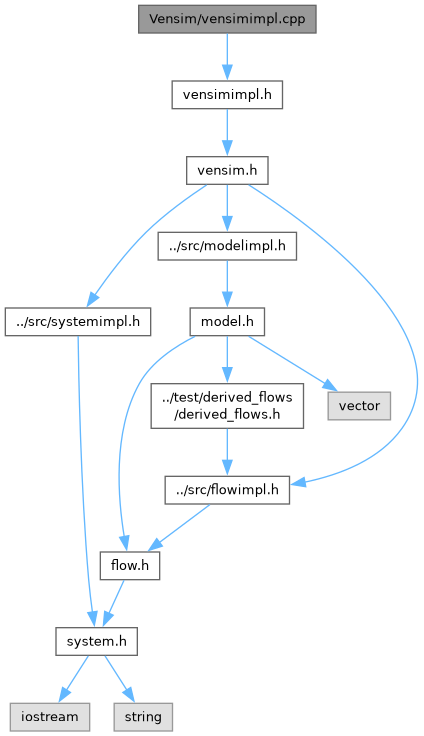 Vensim/vensimimpl.cpp
vensimimpl.h
vensim.h
../src/modelimpl.h
../src/systemimpl.h
model.h
../test/derived_flows
/derived_flows.h
vector
../src/flowimpl.h
flow.h
system.h
iostream
string